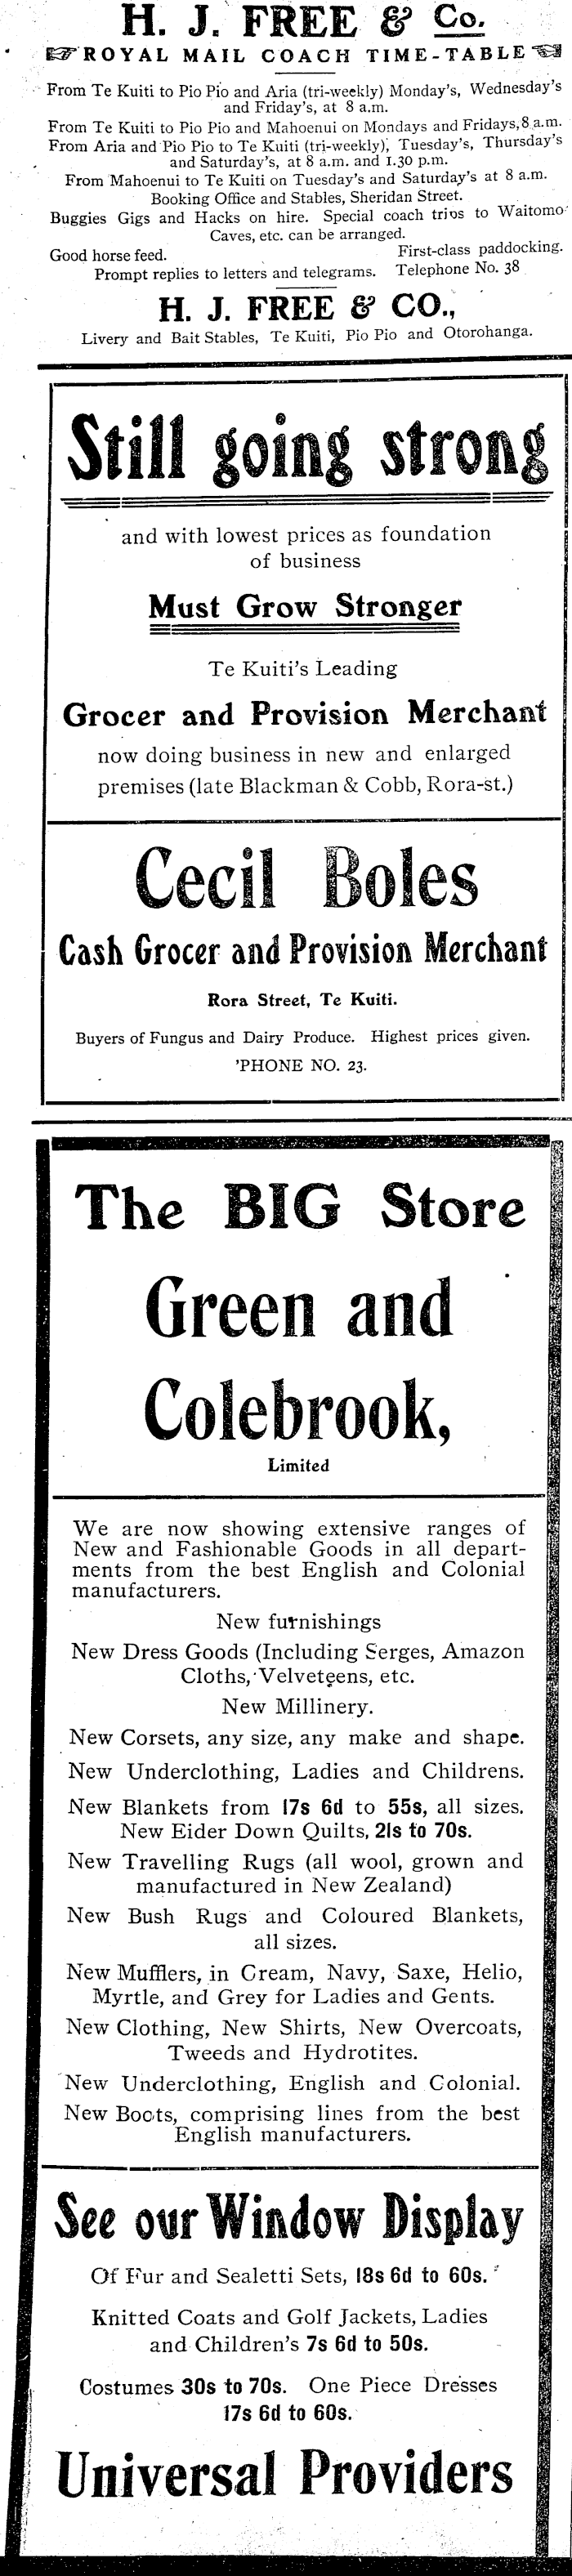 H. J. FREE & Co.
ROYAL MAIL COACH TIME-TABLE
From Te Kuiti to Pio Pio and Aria (tri-weekly) Monday's, Wednesday's
and Friday's, at 8 a.m.
From Te Kuiti to Pio Pio and Mahoenui on Mondays and Fridays, 8 a.m.
From Aria and Pio Pio to Te Kuiti (tri-weekly), Tuesday's, Thursday's
and Saturday's, at 8 a.m. and 1.30 p.m.
From Mahoenui to Te Kuiti on Tuesday's and Saturday's at 8 a.m.
Booking Office and Stables, Sheridan Street.
Buggies Gigs and Hacks on hire. Special coach trips to Waitomo
Caves, etc. can be arranged.
Good horse feed. First-class paddocking.
Prompt replies to letters and telegrams. Telephone No. 38
H. J. FREE & CO.,
Livery and Bait Stables, Te Kuiti, Pio Pio and Otorohanga.
Still going strong
and with lowest prices as foundation
of business
Must Grow Stronger
Te Kuiti's Leading
Grocer and Provision Merchant
now doing business in new and enlarged
premises (late Blackman & Cobb, Rora-st.)
Cecil Boles
Cash Grocer and Provision Merchant
Rora Street, Te Kuiti.
Buyers of Fungus and Dairy Produce. Highest prices given.
'PHONE NO. 23.
The BIG Store
Green and
Colebrook,
Limited
We are now showing extensive ranges of
New and Fashionable Goods in all depart-
ments from the best English and Colonial
manufacturers.
New furnishings
New Dress Goods (Including Serges, Amazon
Cloths, Velveteens, etc.
New Millinery.
New Corsets, any size, any make and shape.
New Underclothing, Ladies and Childrens.
New Blankets from 17s 6d to 55s, all sizes.
New Eider Down Quilts, 21s to 70s.
New Travelling Rugs (all wool, grown and
manufactured in New Zealand)
New Bush Rugs and Coloured Blankets,
all sizes.
New Mufflers, in Cream, Navy, Saxe, Helio,
Myrtle, and Grey for Ladies and Gents.
New Clothing, New Shirts, New Overcoats,
Tweeds and Hydrotites.
New Underclothing, English and Colonial.
New Boots, comprising lines from the best
English manufacturers.
See our Window Display
Of Fur and Sealetti Sets, 18s 6d to 60s.
Knitted Coats and Golf Jackets, Ladies
and Children's 7s 6d to 50s.
Costumes 30s to 70s. One Piece Dresses
17s 6d to 60s.
Universal Providers